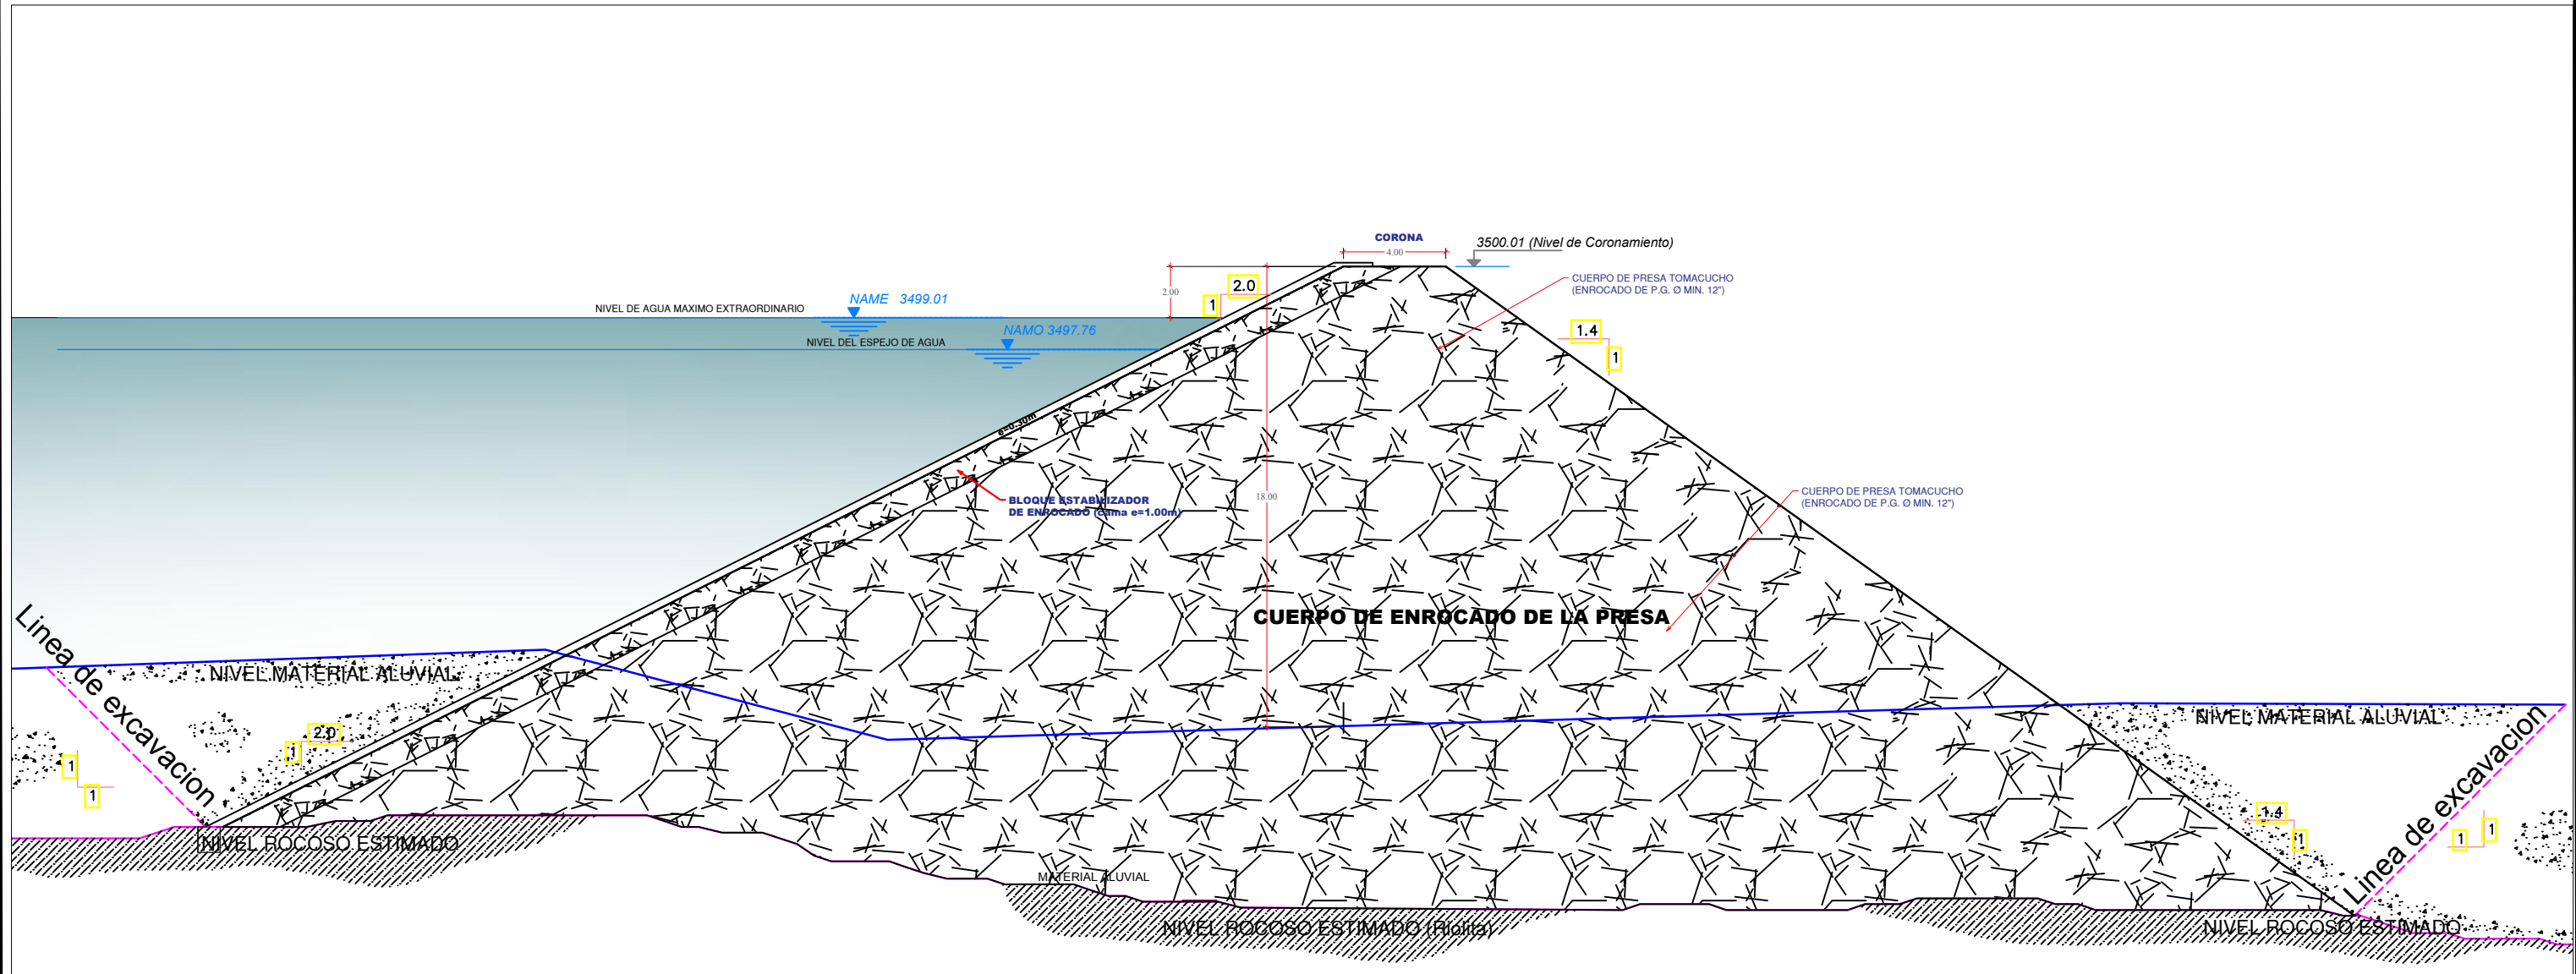 CORONA
4.00
3500.01 (Nivel de Coronamiento)
CUERPO DE PRESA TOMACUCHO
(ENROCADO DE P.G. Ø MIN. 12")
2.0
1
2.00
NAME 3499.01
NIVEL DE AGUA MAXIMO EXTRAORDINARIO
NAMO 3497.76
NIVEL DEL ESPEJO DE AGUA
1.4
1
e=0.30m
BLOQUE ESTABILIZADOR
DE ENROCADO (cama e=1.00m)
18.00
CUERPO DE PRESA TOMACUCHO
(ENROCADO DE P.G. Ø MIN. 12")
CUERPO DE ENROCADO DE LA PRESA
Linea de excavacion
NIVEL MATERIAL ALUVIAL
2.0
1
1
1
NIVEL MATERIAL ALUVIAL
Linea de excavacion
1.4
1
1
1
NIVEL ROCOSO ESTIMADO
MATERIAL ALUVIAL
NIVEL ROCOSO ESTIMADO (Riolita)
NIVEL ROCOSO ESTIMADO